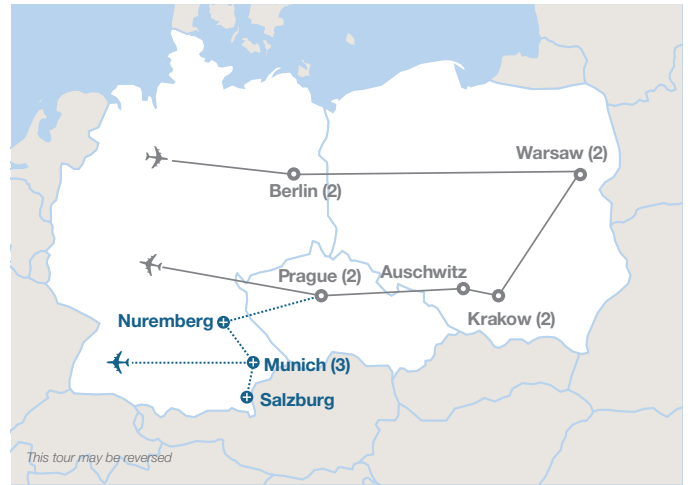 Warsaw (2)
Berlin (2)
Auschwitz
Prague (2)
Krakow (2)
Nuremberg
Munich (3)
Salzburg
This tour may be reversed